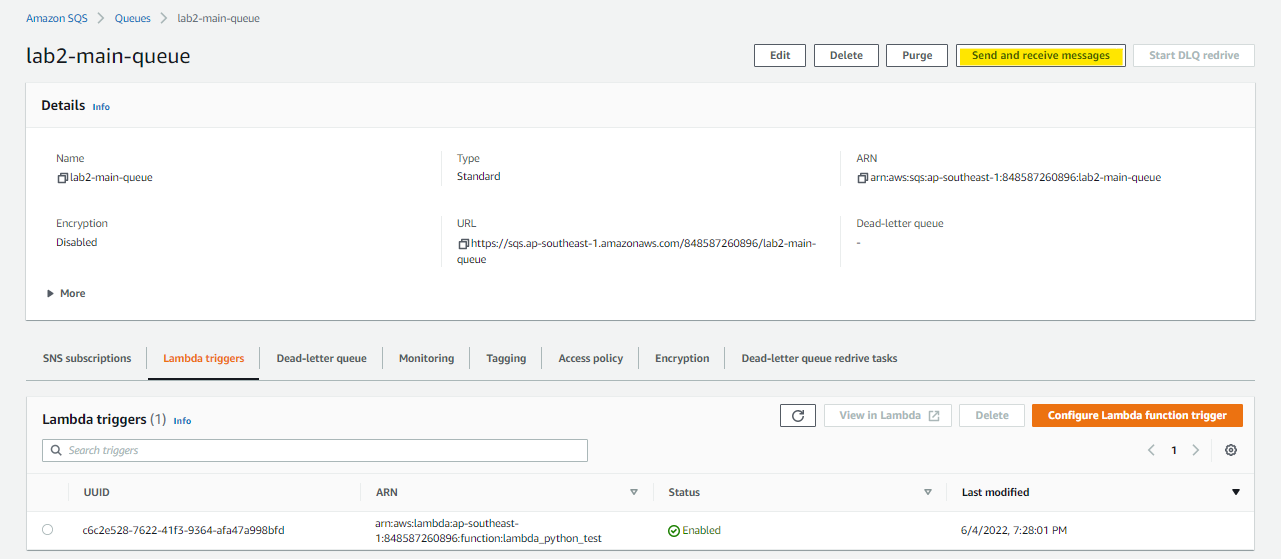 Amazon SQS > Queues > lab2-main-queue
lab2-main-queue
Edit Delete Purge Send and receive messages Start DLQ redrive
Details Info
Name Type ARN
lab2-main-queue Standard arn:aws:sqs:ap-southeast-1:848587260896:lab2-main-queue
Encryption URL Dead-letter queue
Disabled https://sqs.ap-southeast-1.amazonaws.com/848587260896/lab2-main- -
queue
More
SNS subscriptions Lambda triggers Dead-letter queue Monitoring Tagging Access policy Encryption Dead-letter queue redrive tasks
Lambda triggers (1) Info View in Lambda Delete Configure Lambda function trigger
Search triggers 1
UUID ARN Status Last modified
c6c2e528-7622-41f3-9364-afa47a998bfd arn:aws:lambda:ap-southeast- Enabled 6/4/2022, 7:28:01 PM
1:848587260896:function:lambda_python_test